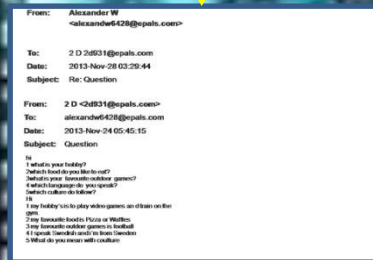 From: Alexander W
<alexandw6428@epals.com>
To: 2 D 2d931@epals.com
Date: 2013-Nov-28 03:29:44
Subject: Re: Question
From: 2 D <2d931@epals.com>
To: alexandw6428@epals.com
Date: 2013-Nov-24 05:45:15
Subject: Question
hi
1 what is your hobby?
2which food do you like to eat?
3what is your favourite outdoor games?
4 which language do you speak?
5which culture do follow?
Hi
1 my hobby's is to play video games an d train on the
gym.
2 my favourite food is Pizza or Waffles
3 my favourite outdoor games is football
4 I speak Swedish and i'm from Sweden
5 What do you mean with coulture